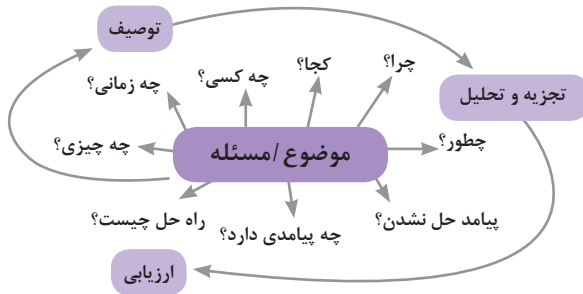 توصیف
چرا؟
کجا؟
چه کسی؟
چه زمانی؟
تجزیه و تحلیل
چطور؟
موضوع/مسئله
چه چیزی؟
پیامد حل نشدن؟
چه پیامدی دارد؟
راه حل چیست؟
ارزیابی